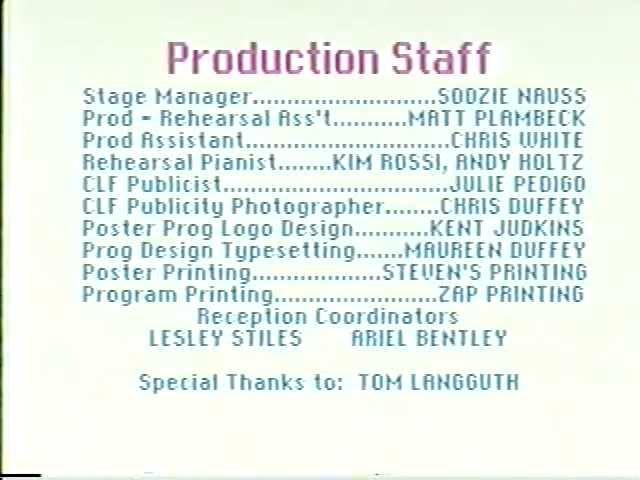 Production Staff
Stage Manager...........................SOOZIE NAUSS
Prod - Rehearsal Ass't...........MATT PLAMBECK
Prod Assistant..............................CHRIS WHITE
Rehearsal Pianist........KIM ROSSI, ANDY HOLTZ
CLF Publicist.................................JULIE PEDIGO
CLF Publicity Photographer........CHRIS DUFFEY
Poster Prog Logo Design...........KENT JUDKINS
Prog Design Typesetting.......MAUREEN DUFFEY
Poster Printing...................STEVEN'S PRINTING
Program Printing........................ZAP PRINTING
Reception Coordinators
LESLEY STILES ARIEL BENTLEY
Special Thanks to: TOM LANGGUTH